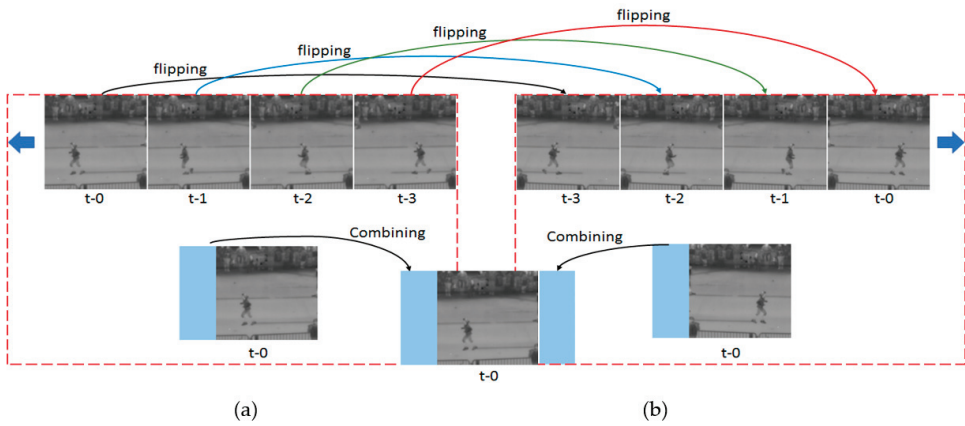 flipping
flipping
flipping
flipping
t-0 t-1 t-2 t-3 t-3 t-2 t-1 t-0
Combining Combining
t-0 t-0
t-0
(a) (b)